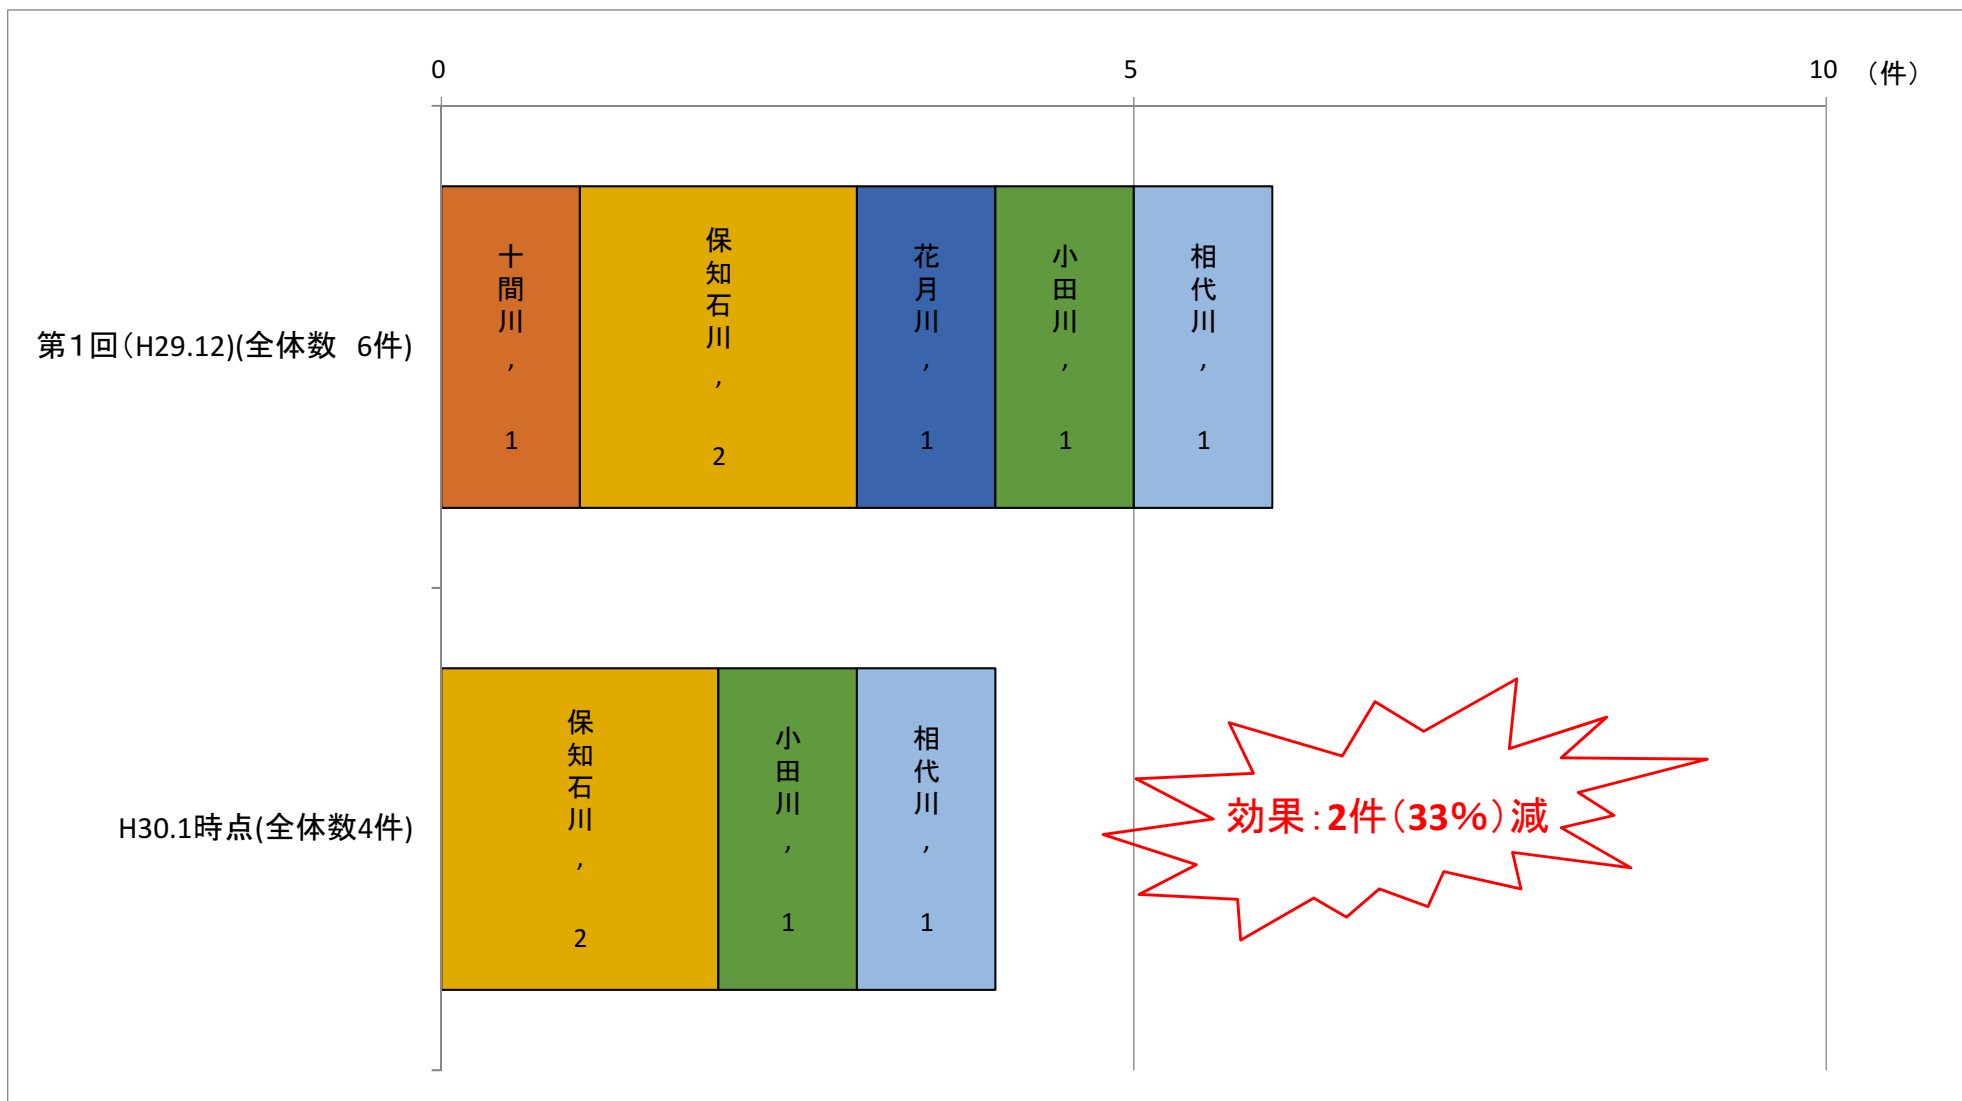 0
5
10
（件）
第１回（H29.12)(全体数　6件)
十間川, 1
保知石川, 2
花月川, 1
小田川, 1
相代川, 1
H30.1時点(全体数4件)
保知石川, 2
小田川, 1
相代川, 1
効果：2件（33%）減